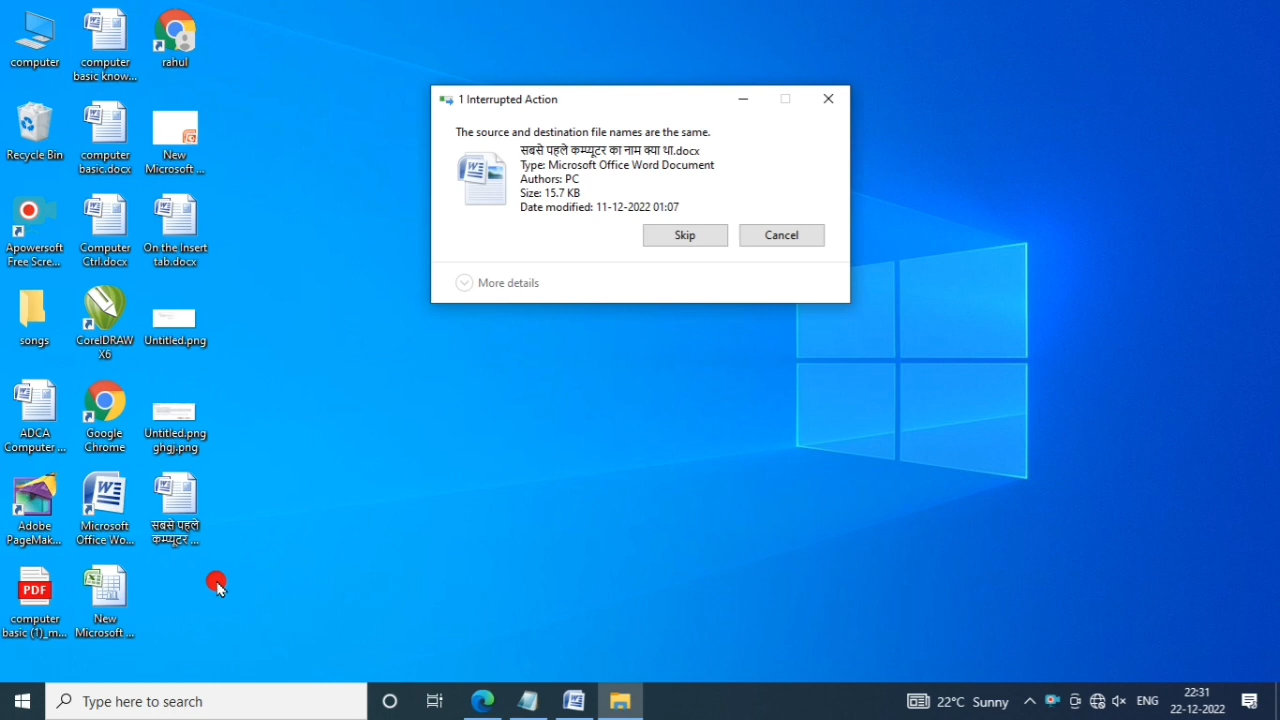 computer
computer
basic know...
rahul
Recycle Bin
computer
basic.docx
New
Microsoft ...
Apowersoft
Free Scre...
Computer
Ctrl.docx
On the Insert
tab.docx
songs
CorelDRAW
X6
Untitled.png
ADCA
Computer ...
Google
Chrome
Untitled.png
ghgj.png
Adobe
PageMak...
Microsoft
Office Wo...
सबसे पहले
कम्प्यूटर ...
PDF
computer
basic (1)_m...
New
Microsoft ...
1 Interrupted Action
The source and destination file names are the same.
सबसे पहले कम्प्यूटर का नाम क्या था.docx
Type: Microsoft Office Word Document
Authors: PC
Size: 15.7 KB
Date modified: 11-12-2022 01:07
Skip
Cancel
More details
Type here to search
22°C Sunny
ENG
22:31
22-12-2022